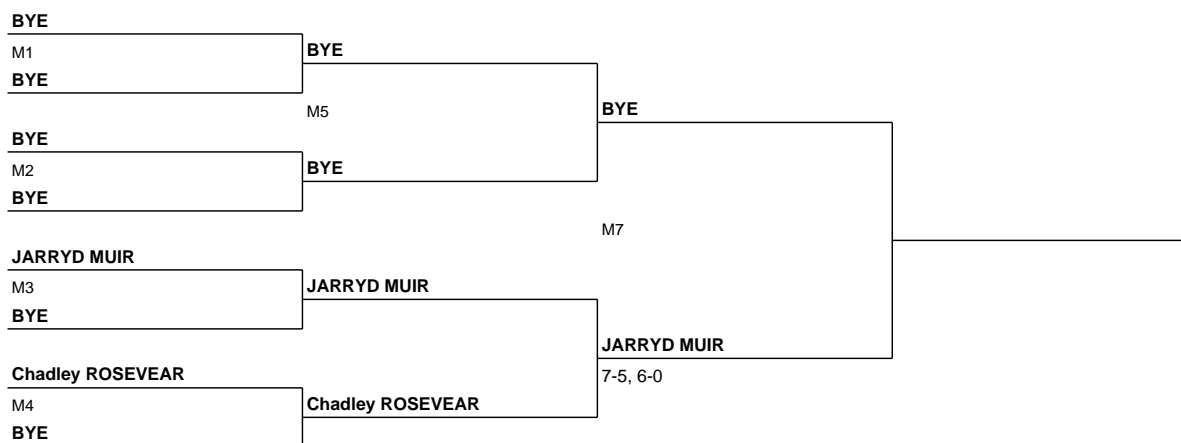 BYE
M1
BYE
BYE
M5
BYE
BYE
M2
BYE
BYE
M7
JARRYD MUIR
M3
JARRYD MUIR
BYE
JARRYD MUIR
7-5, 6-0
Chadley ROSEVEAR
M4
Chadley ROSEVEAR
BYE